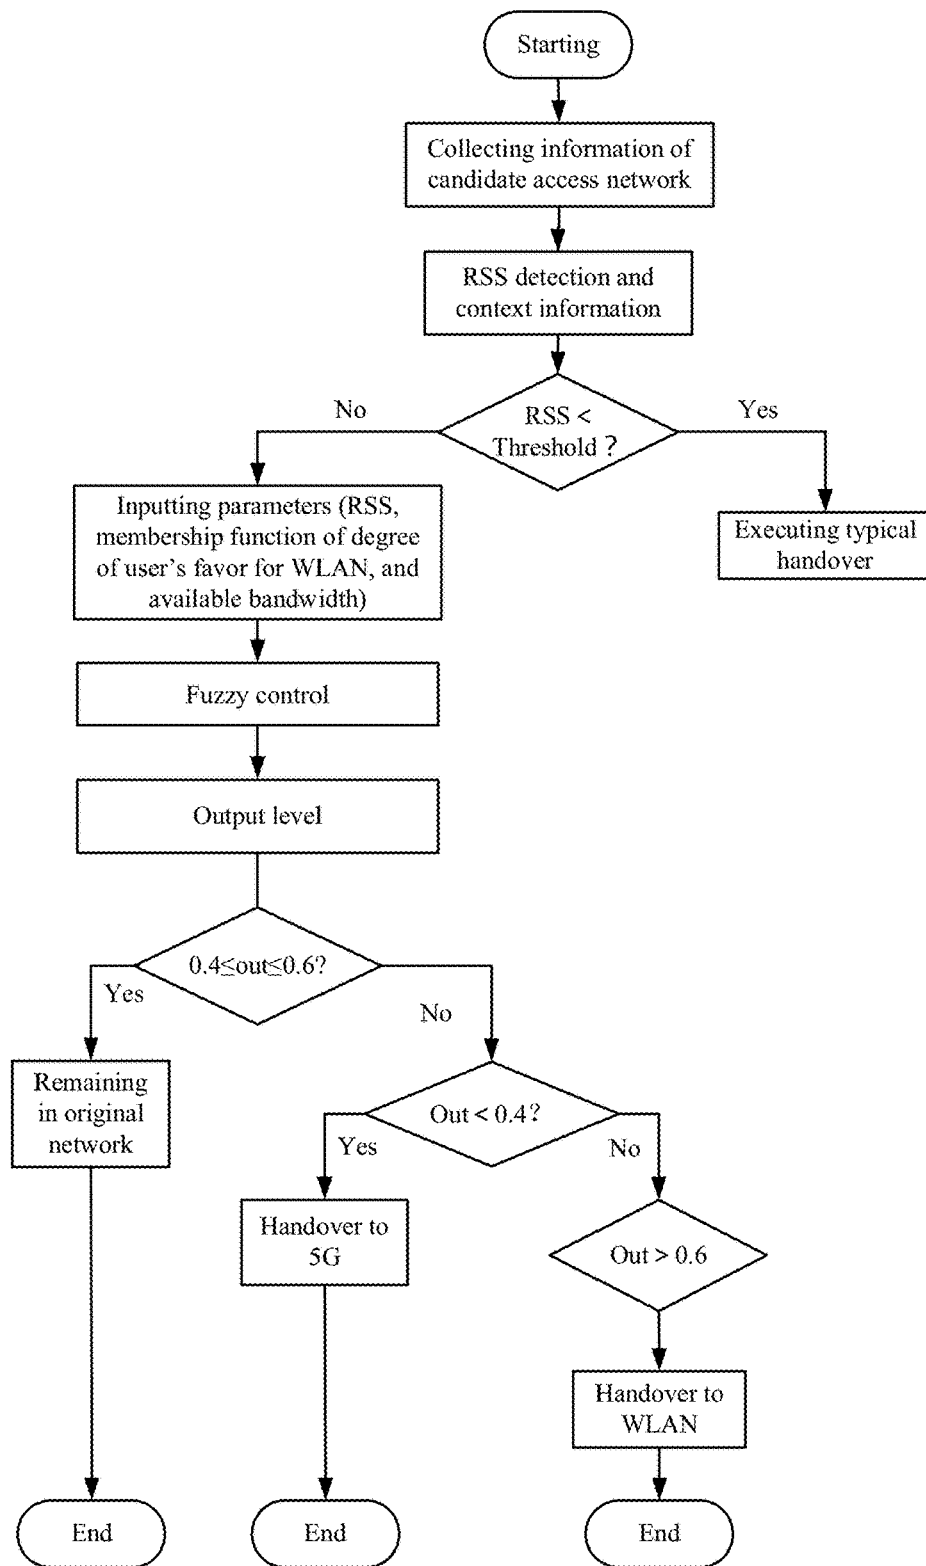 Starting
Collecting information of
candidate access network
RSS detection and
context information
RSS <
Threshold ?
No
Yes
Inputting parameters (RSS,
membership function of degree
of user's favor for WLAN, and
available bandwidth)
Executing typical
handover
Fuzzy control
Output level
0.4≤out≤0.6?
Yes
No
Remaining
in original
network
Out < 0.4?
Yes
No
Handover to
5G
Out > 0.6
Handover to
WLAN
End
End
End